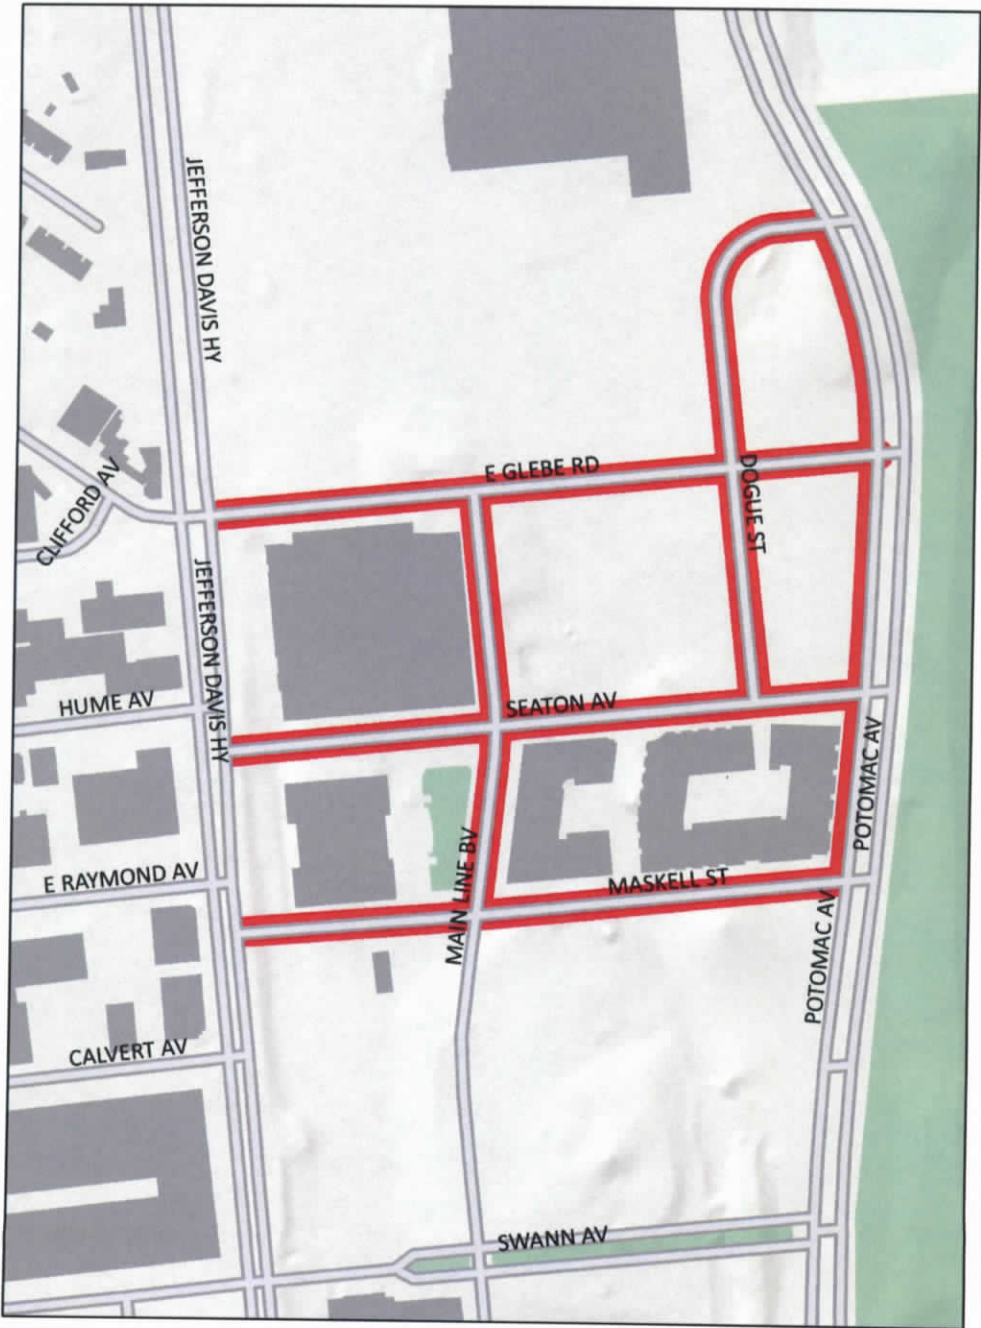 JEFFERSON DAVIS HY
E GLEBE RD
CLIFFORD AV
DOGUE ST
JEFFERSON DAVIS HY
HUME AV
SEATON AV
POTOMAC AV
E RAYMOND AV
MASKELL ST
MAIN LINE BV
POTOMAC AV
CALVERT AV
SWANN AV